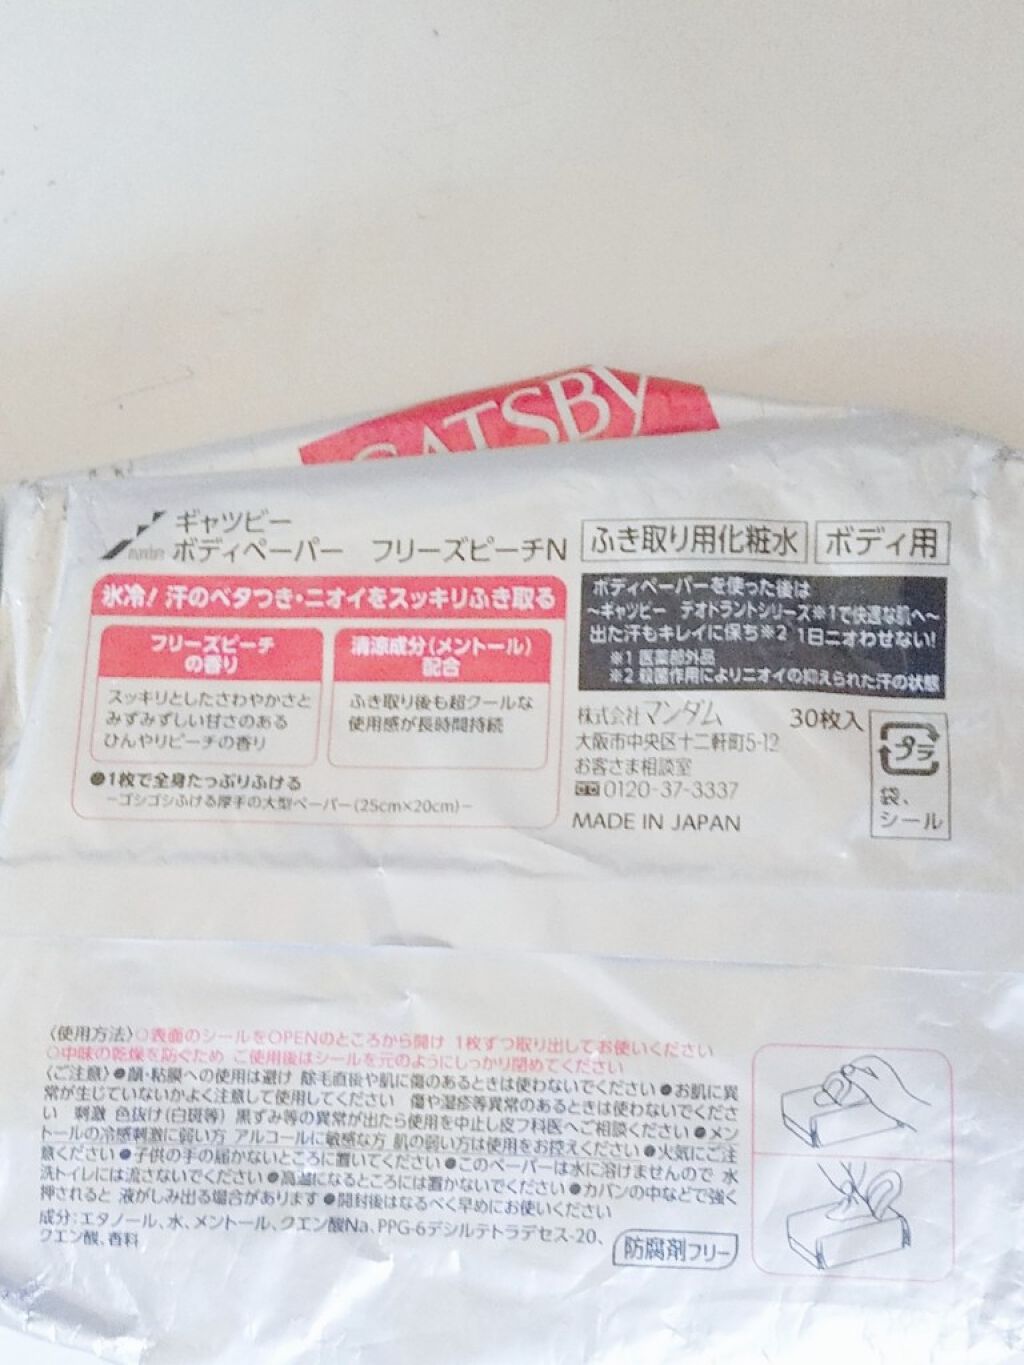 GATSBY
mandom
ギャツビー
ボディペーパー フリーズピーチN
ふき取り用化粧水
ボディ用
氷冷!汗のベタつき・ニオイをスッキリふき取る
フリーズピーチ
の香り
スッキリとしたさわやかさと
みずみずしい甘さのある
ひんやりピーチの香り
清涼成分(メントール)
配合
ふき取り後も超クールな
使用感が長時間持続
●1枚で全身たっぷりふける
−ゴシゴシふける厚手の大型ペーパー(25cm×20cm)−
ボディペーパーを使った後は
〜ギャツビー デオドラントシリーズ※1で快適な肌へ〜
出た汗もキレイに保ち※2 1日ニオわせない!
※1 医薬部外品
※2 殺菌作用によりニオイの抑えられた汗の状態
株式会社マンダム
30枚入
大阪市中央区十二軒町5-12
お客さま相談室
0120-37-3337
MADE IN JAPAN
プラ
袋、
シール
〈使用方法〉○表面のシールをOPENのところから開け 1枚ずつ取り出してお使いください
○中味の乾燥を防ぐため ご使用後はシールを元のようにしっかり閉めてください
〈ご注意〉●顔・粘膜への使用は避け 除毛直後や肌に傷のあるときは使わないでください●お肌に異
常が生じていないかよく注意して使用してください 傷や湿疹等異常のあるときは使わないでくださ
い 刺激 色抜け(白斑等) 黒ずみ等の異常が出たら使用を中止し皮フ科医へご相談ください●メン
トールの冷感刺激に弱い方 アルコールに敏感な方 肌の弱い方は使用をお控えください●火気にご注
意ください●子供の手の届かないところに置いてください●このペーパーは水に溶けませんので 水
洗トイレには流さないでください●高温になるところには置かないでください●カバンの中などで強く
押されると 液がしみ出る場合があります●開封後はなるべく早めにお使いください
成分:エタノール、水、メントール、クエン酸Na、PPG-6デシルテトラデセス-20、
クエン酸、香料
防腐剤フリー